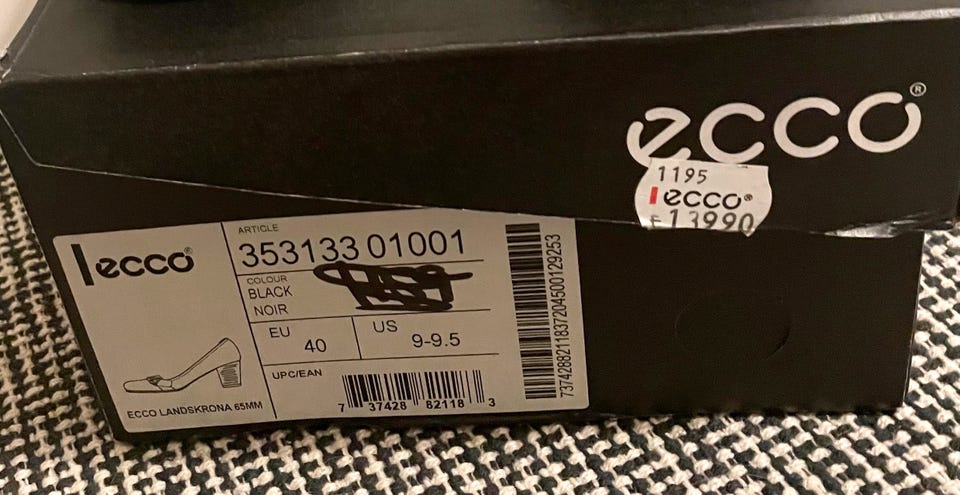 ecco®
1195
ecco®
£13990
ecco®
ARTICLE
353133 01001
COLOUR
BLACK
NOIR
EU
40
US
9-9.5
UPC/EAN
7 37428 82118 3
ECCO LANDSKRONA 65MM
737428821183720450012925​3